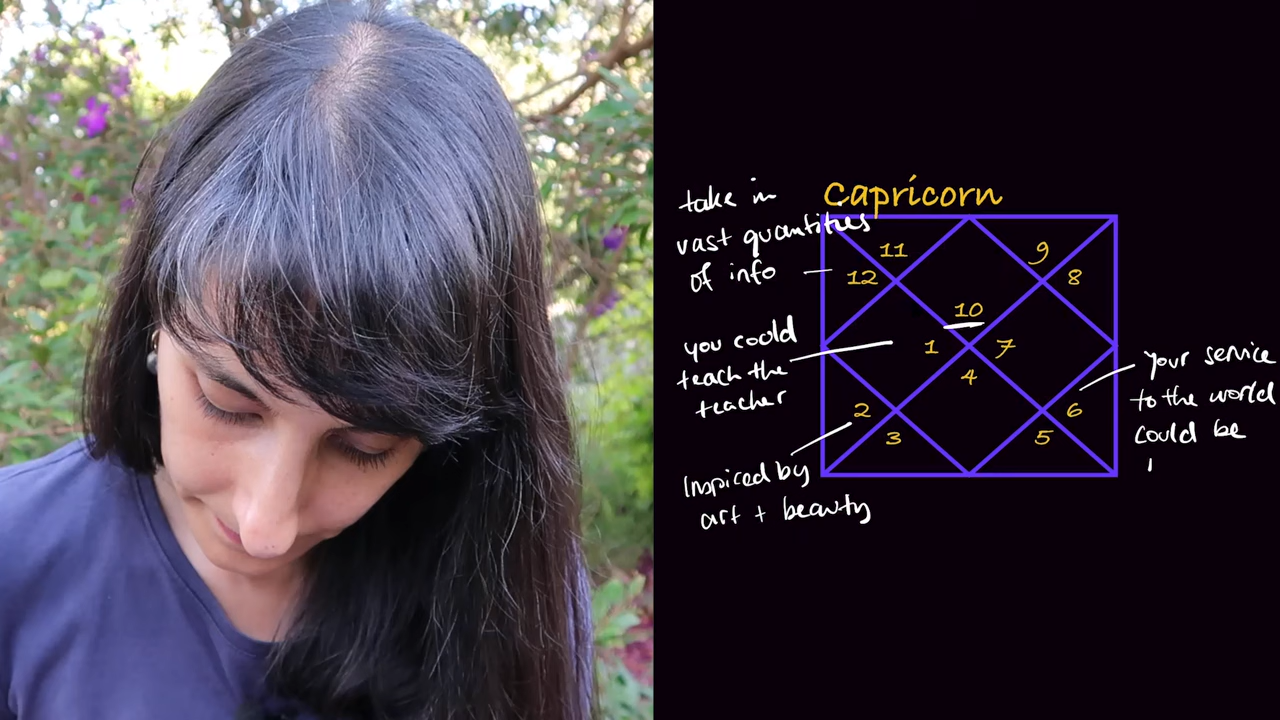 Capricorn
take in
vast quantities
of info
11
12
9
8
10
1
7
4
you could
teach the
teacher
2
3
6
5
Inspired by
art + beauty
your service
to the world
could be